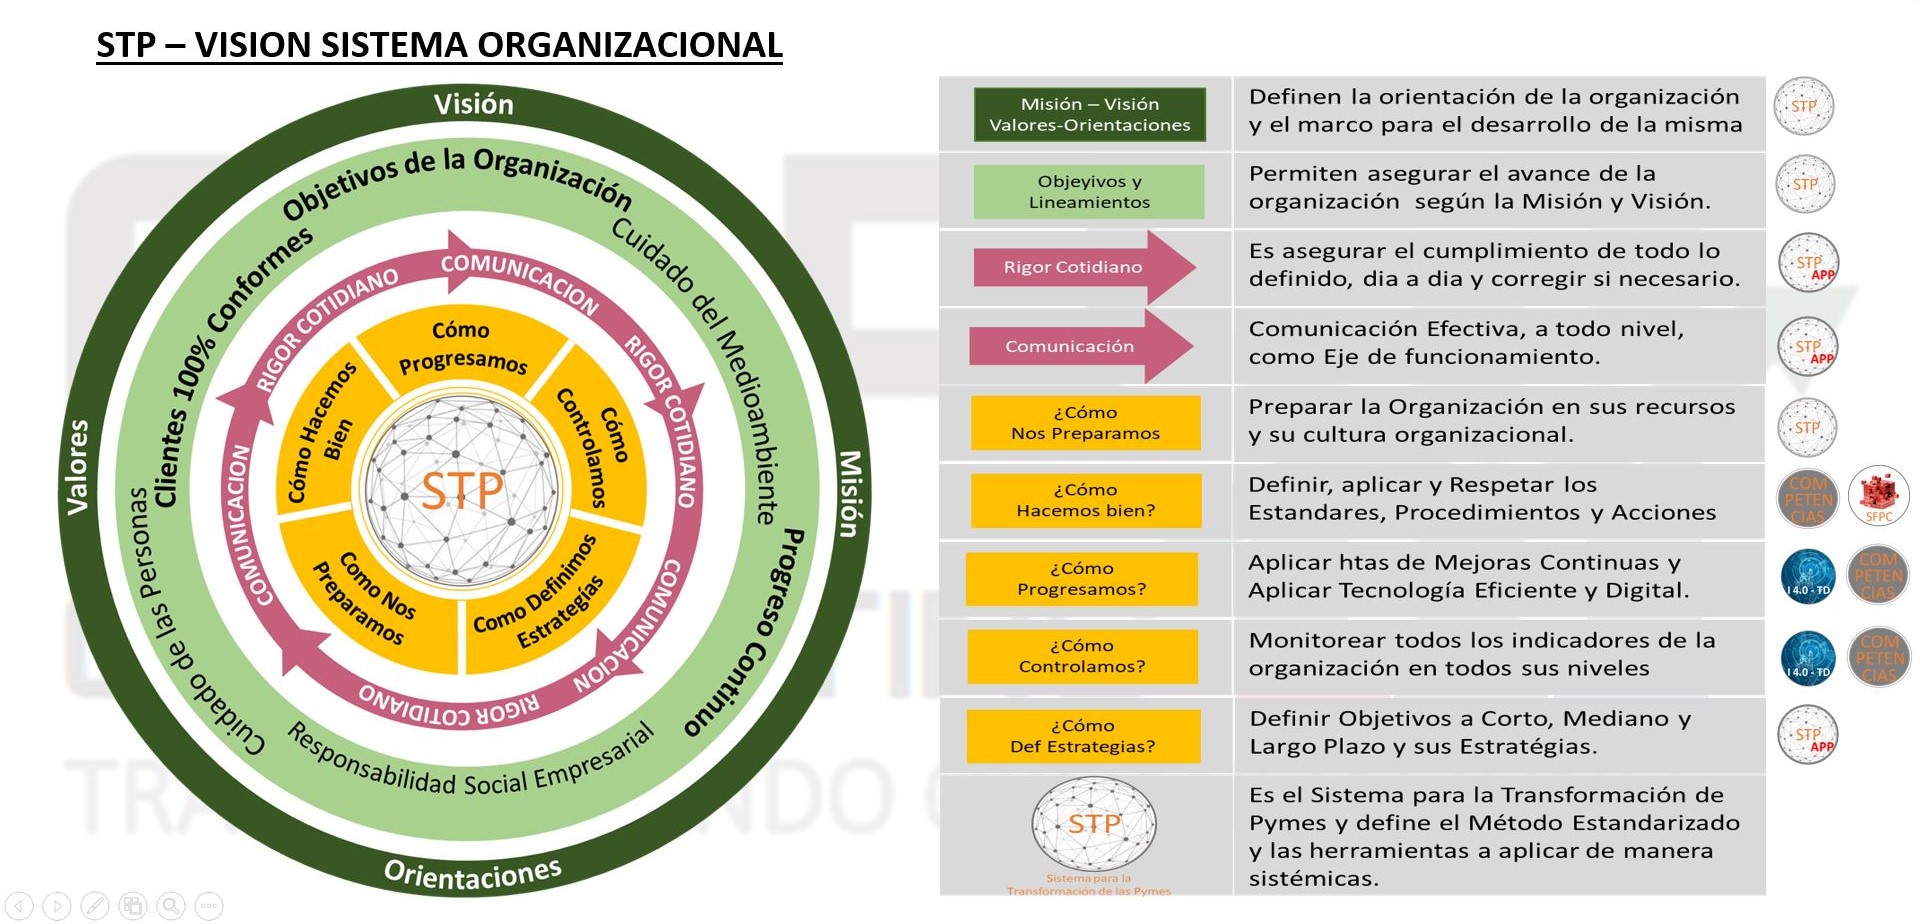 STP – VISION SISTEMA ORGANIZACIONAL
Visión
Misión
Orientaciones
Valores
Objetivos de la Organización
Cuidado del Medioambiente
Progreso Continuo
Responsabilidad Social Empresarial
Cuidado de las Personas
Clientes 100% Conformes
COMUNICACION
RIGOR COTIDIANO
COMUNICACION
RIGOR COTIDIANO
COMUNICACION
RIGOR COTIDIANO
Cómo
Progresamos
Cómo
Controlamos
Como Definimos
Estrategías
Como Nos
Preparamos
Cómo Hacemos
Bien
STP
Misión – Visión
Valores-Orientaciones
Definen la orientación de la organización
y el marco para el desarrollo de la misma
STP
Objeyivos y
Lineamientos
Permiten asegurar el avance de la
organización según la Misión y Visión.
STP
Rigor Cotidiano
Es asegurar el cumplimiento de todo lo
definido, dia a dia y corregir si necesario.
STP
APP
Comunicación
Comunicación Efectiva, a todo nivel,
como Eje de funcionamiento.
STP
APP
¿Cómo
Nos Preparamos
Preparar la Organización en sus recursos
y su cultura organizacional.
STP
¿Cómo
Hacemos bien?
Definir, aplicar y Respetar los
Estandares, Procedimientos y Acciones
COM
PETEN
CIAS
SFPC
¿Cómo
Progresamos?
Aplicar htas de Mejoras Continuas y
Aplicar Tecnología Eficiente y Digital.
I 4.0 - TD
COM
PETEN
CIAS
¿Cómo
Controlamos?
Monitorear todos los indicadores de la
organización en todos sus niveles
I 4.0 - TD
COM
PETEN
CIAS
¿Cómo
Def Estrategias?
Definir Objetivos a Corto, Mediano y
Largo Plazo y sus Estratégias.
STP
APP
STP
Sistema para la
Transformación de las Pymes
Es el Sistema para la Transformación de
Pymes y define el Método Estandarizado
y las herramientas a aplicar de manera
sistémicas.